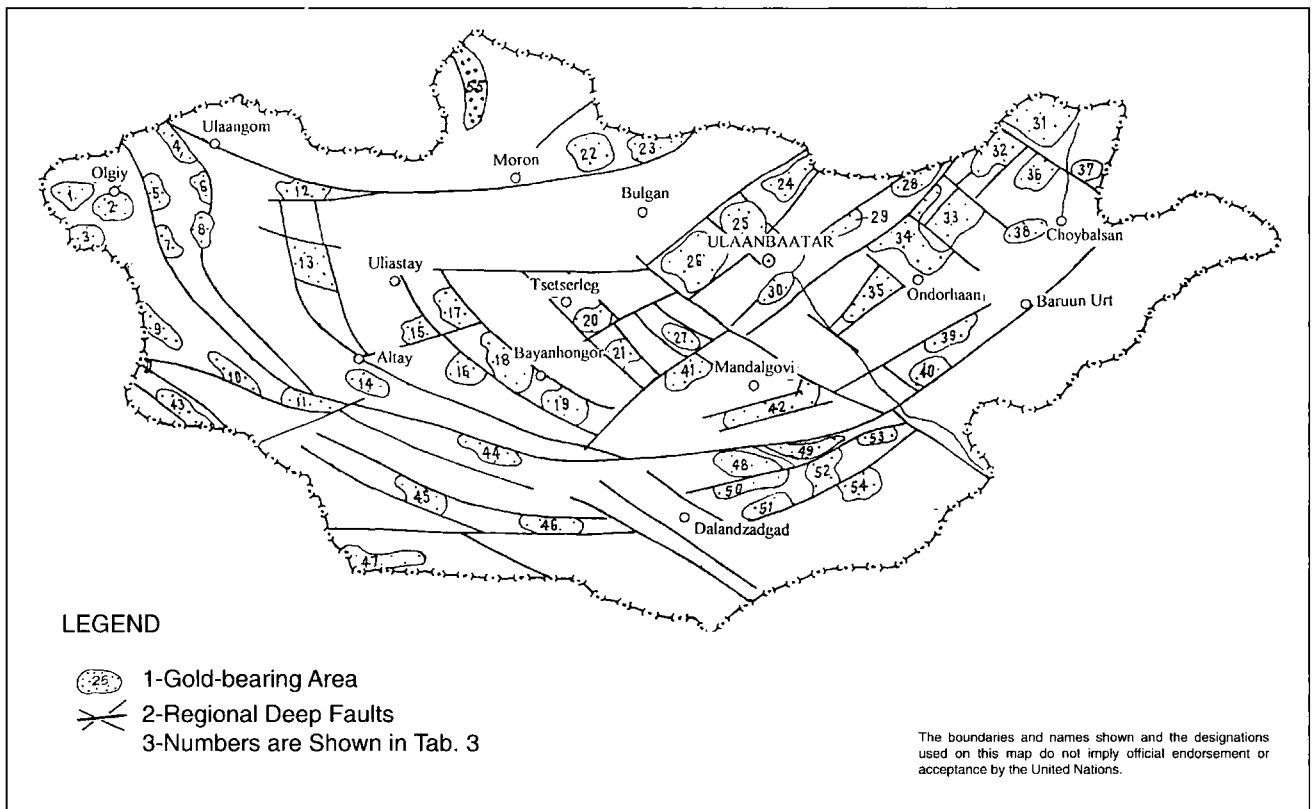 55
31
Ulaangom
4
32
22
23
Moron
Olgiy
36
37
24
28
1
5
6
12
2
Bulgan
29
33
25
8
38
Choybalsan
3
7
34
ULAANBAATAR
26
13
Uliastay
Tsetserleg
30
35
Ondorhaan
Baruun Urt
17
20
9
15
27
39
18
21
Bayanhongor
Altay
16
41
Mandalgovi
40
10
14
11
19
42
43
44
53
49
48
52
45
50
54
51
46
Dalandzadgad
47
LEGEND
25 1-Gold-bearing Area
2-Regional Deep Faults
3-Numbers are Shown in Tab. 3
The boundaries and names shown and the designations
used on this map do not imply official endorsement or
acceptance by the United Nations.